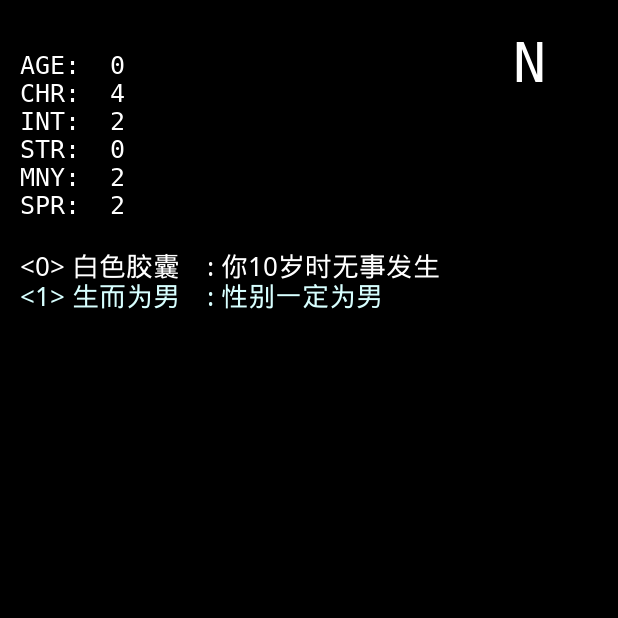 N
AGE: 0
CHR: 4
INT: 2
STR: 0
MNY: 2
SPR: 2
<0> 白色胶囊 : 你10岁时无事发生
<1> 生而为男 : 性别一定为男